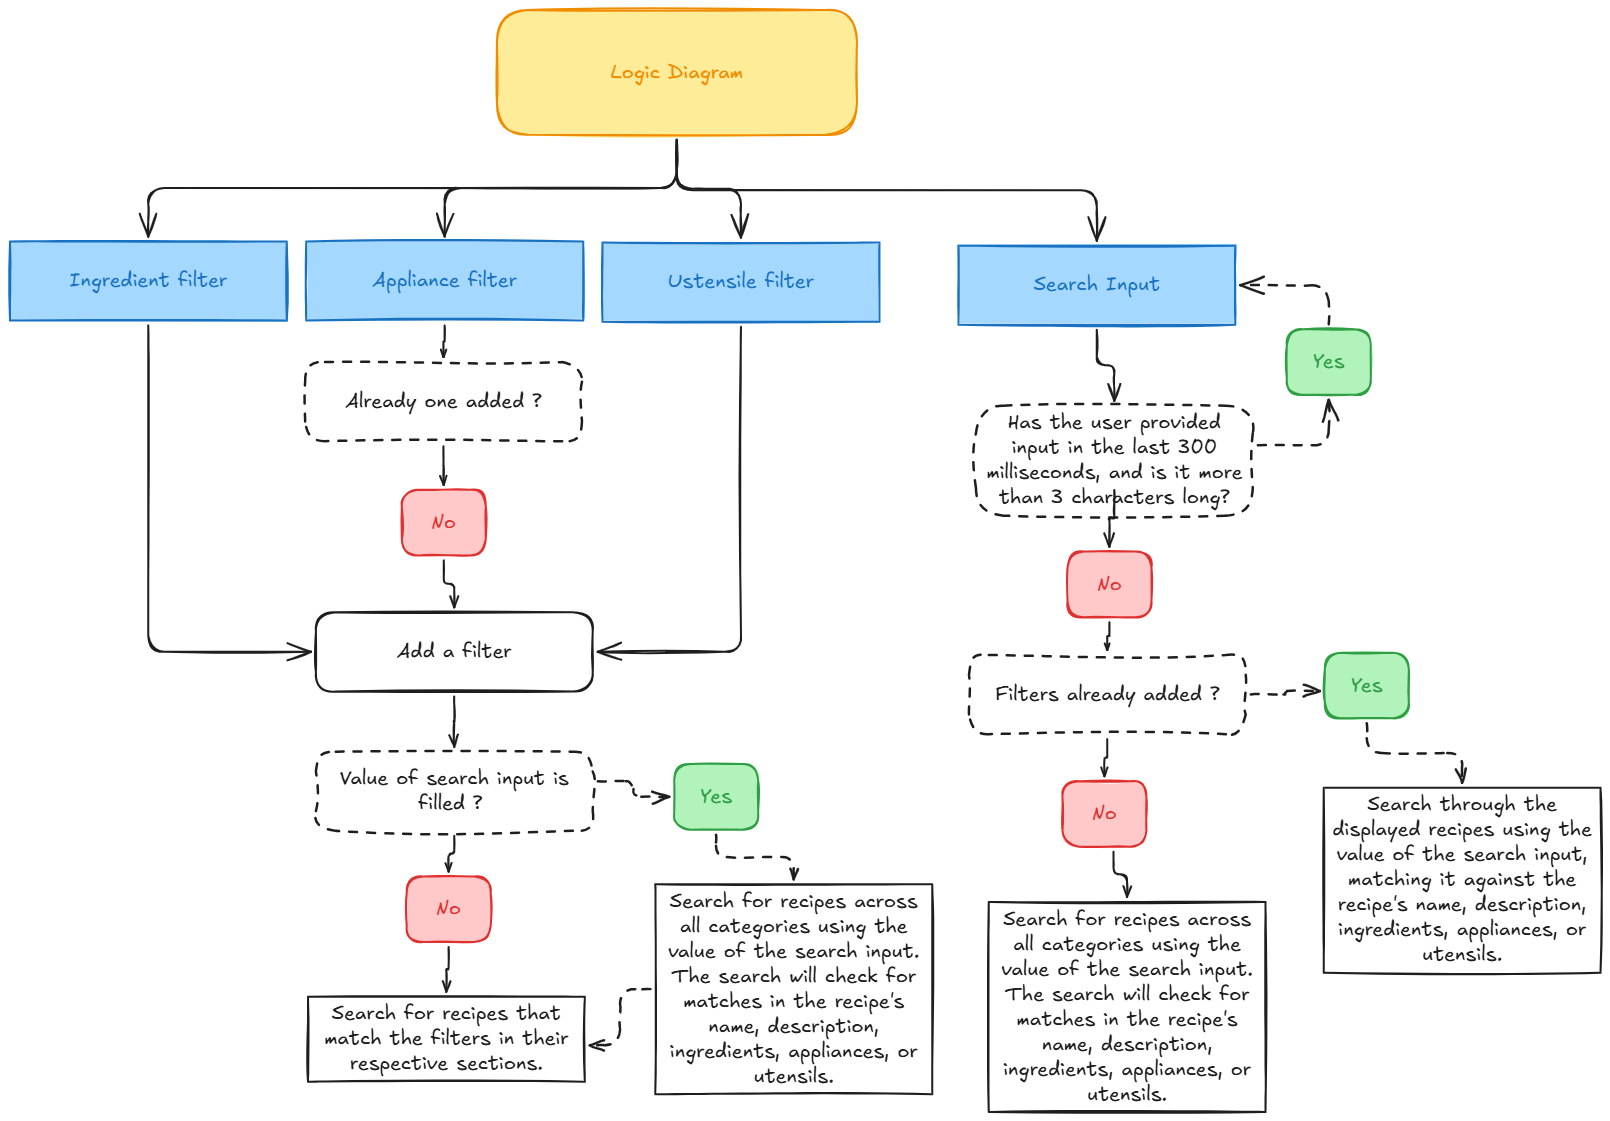 Logic Diagram
Ingredient filter
Appliance filter
Ustensile filter
Search Input
Yes
Already one added ?
Has the user provided
input in the last 300
milliseconds, and is it more
than 3 characters long?
No
No
Add a filter
Filters already added ?
Yes
Value of search input is
filled ?
Yes
No
No
Search through the
displayed recipes using the
value of the search input,
matching it against the
recipe's name, description,
ingredients, appliances, or
utensils.
Search for recipes across
all categories using the
value of the search input.
The search will check for
matches in the recipe's
name, description,
ingredients, appliances, or
utensils.
Search for recipes across
all categories using the
value of the search input.
The search will check for
matches in the recipe's
name, description,
ingredients, appliances, or
utensils.
Search for recipes that
match the filters in their
respective sections.